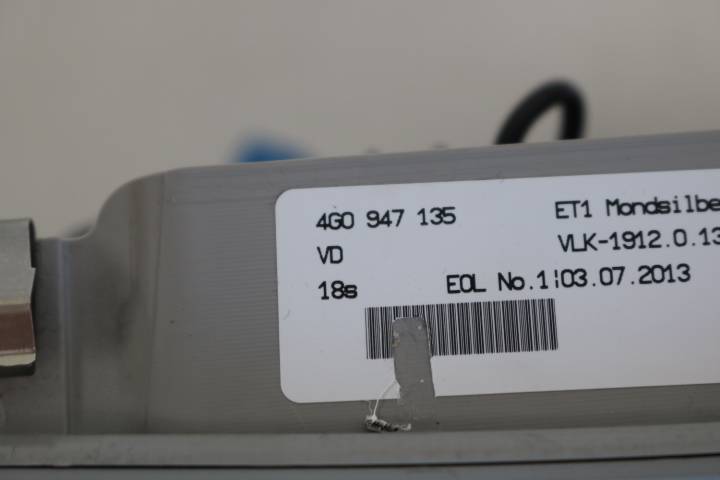 4G0 947 135 ET1 Mondsilbe
VD VLK-1912.0.13
18s EOL No.1 03.07.2013